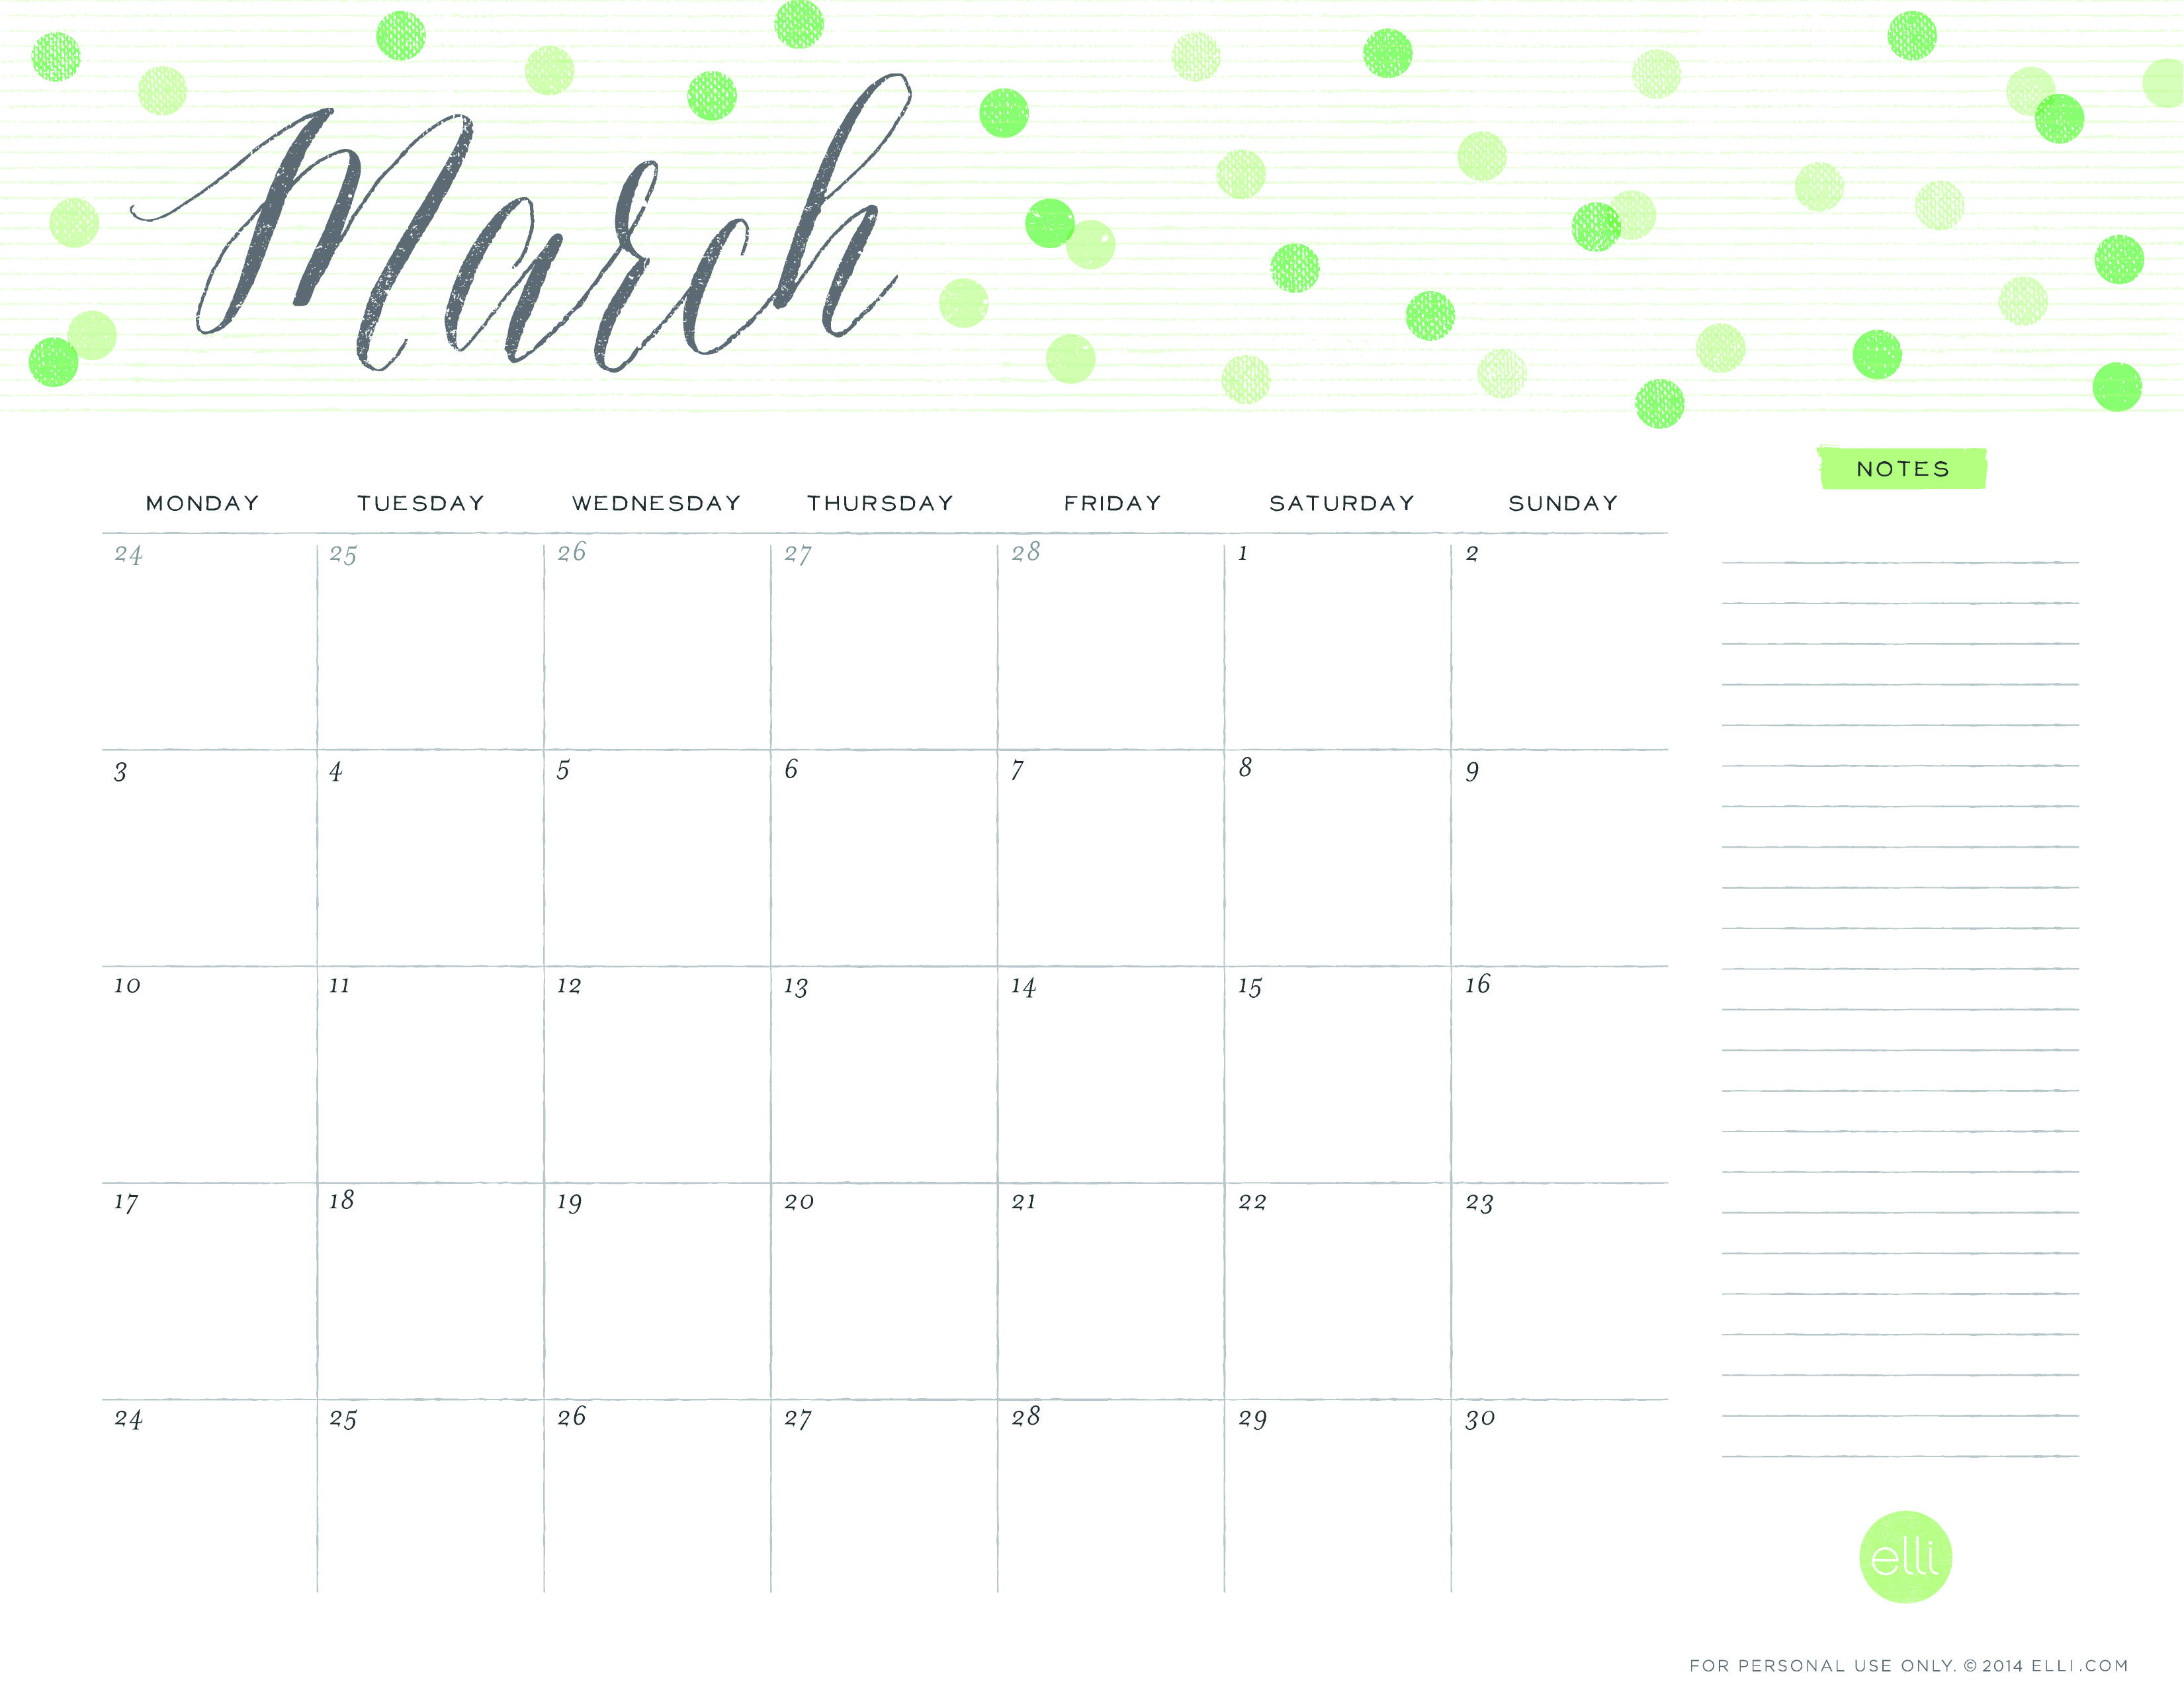 March
NOTES
MONDAY TUESDAY WEDNESDAY THURSDAY FRIDAY SATURDAY SUNDAY
24 25 26 27 28 1 2
3 4 5 6 7 8 9
10 11 12 13 14 15 16
17 18 19 20 21 22 23
24 25 26 27 28 29 30
elli
FOR PERSONAL USE ONLY. © 2014 ELLI.COM